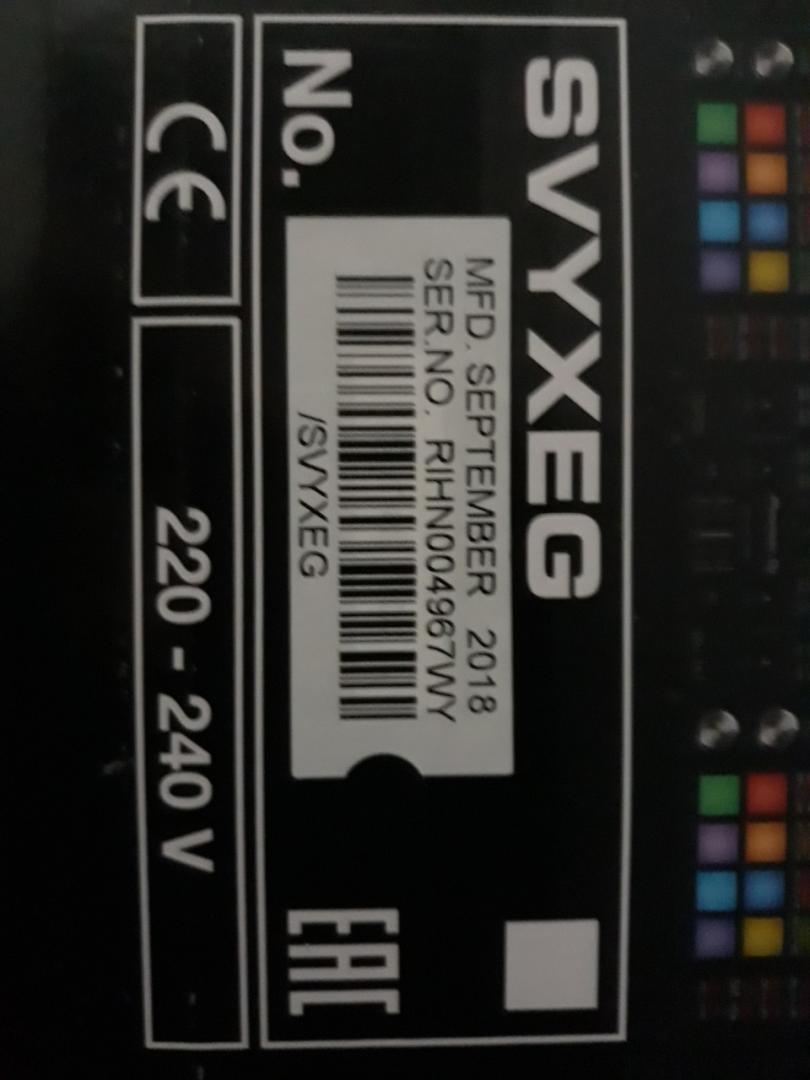 SVYXEG
MFD. SEPTEMBER 2018
SER.NO. RIHN004967WY
/SVYXEG
No.
EAC
CE
220 - 240 V